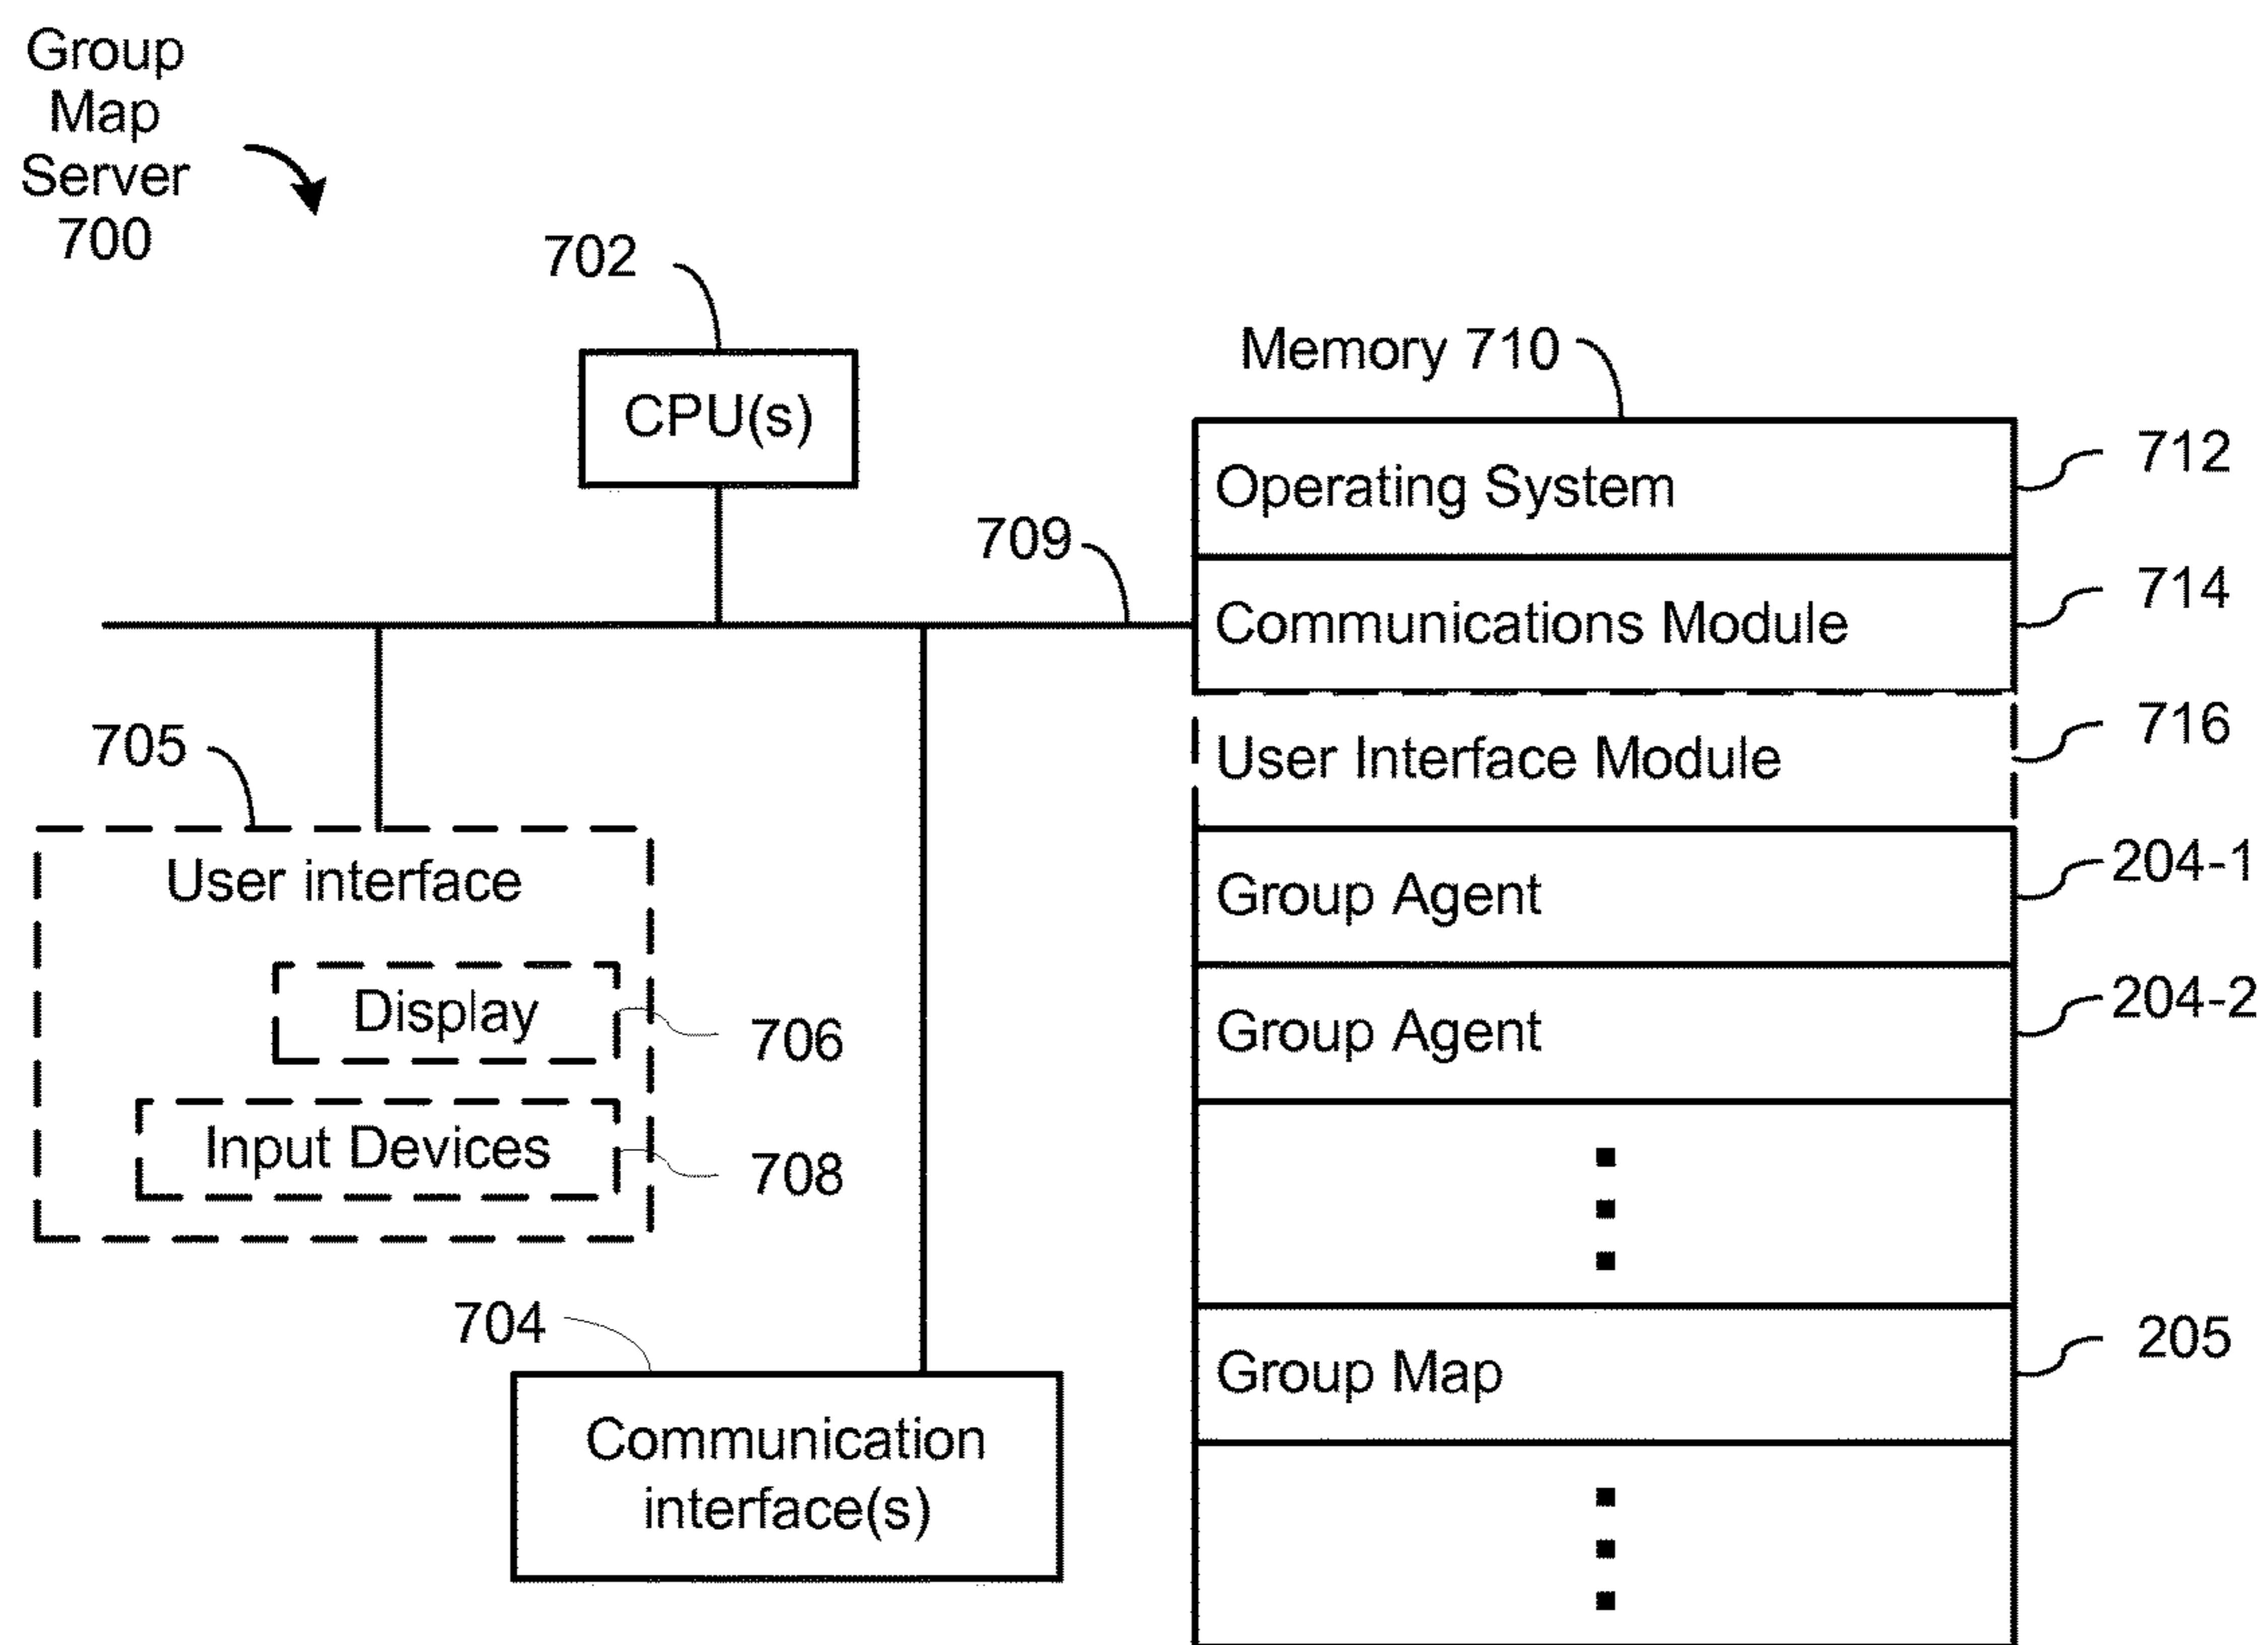 Group
Map
Server
700
702
CPU(s)
709
Memory 710
Operating System
712
Communications Module
714
User Interface Module
716
Group Agent
204-1
Group Agent
204-2
Group Map
205
705
User interface
Display
706
Input Devices
708
704
Communication
interface(s)